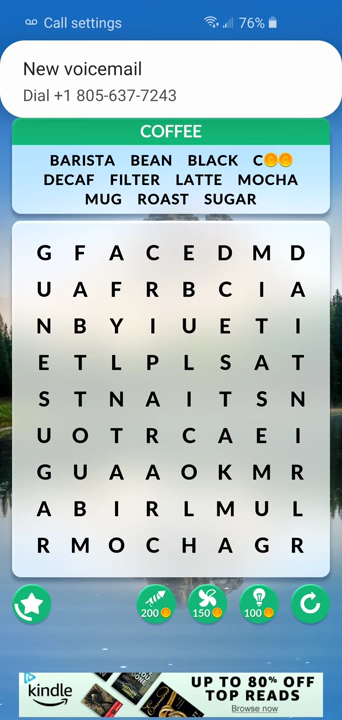 Call settings 76%
New voicemail
Dial +1 805-637-7243
COFFEE
BARISTA BEAN BLACK C
DECAF FILTER LATTE MOCHA
MUG ROAST SUGAR
G F A C E D M D
U A F R B C I A
N B Y I U E T I
E T L P L S A T
S T N A I T S N
U O T R C A E I
G U A A O K M R
A B I R L M U L
R M O C H A G R
200 150 100
kindle
UP TO 80% OFF
TOP READS
Browse now